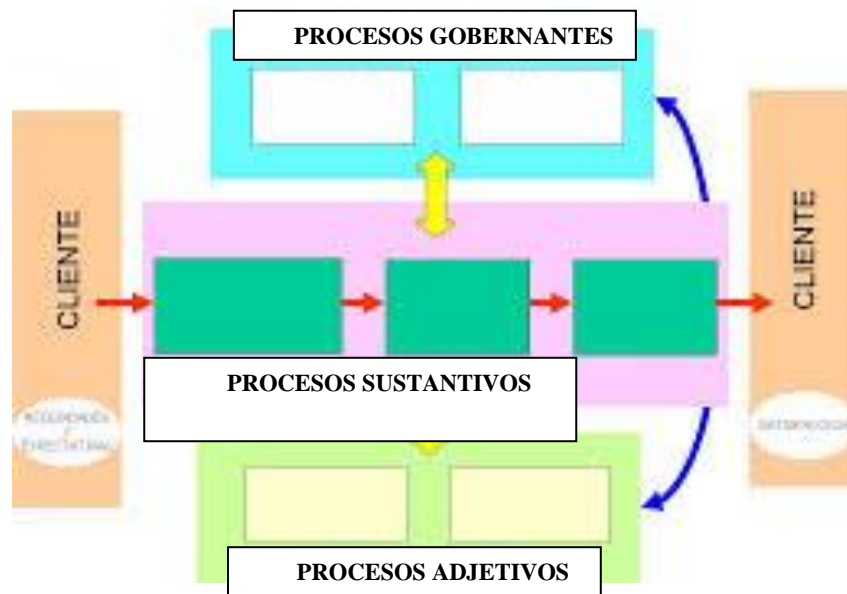 PROCESOS GOBERNANTES
CLIENTE
CLIENTE
PROCESOS SUSTANTIVOS
PROCESOS ADJETIVOS